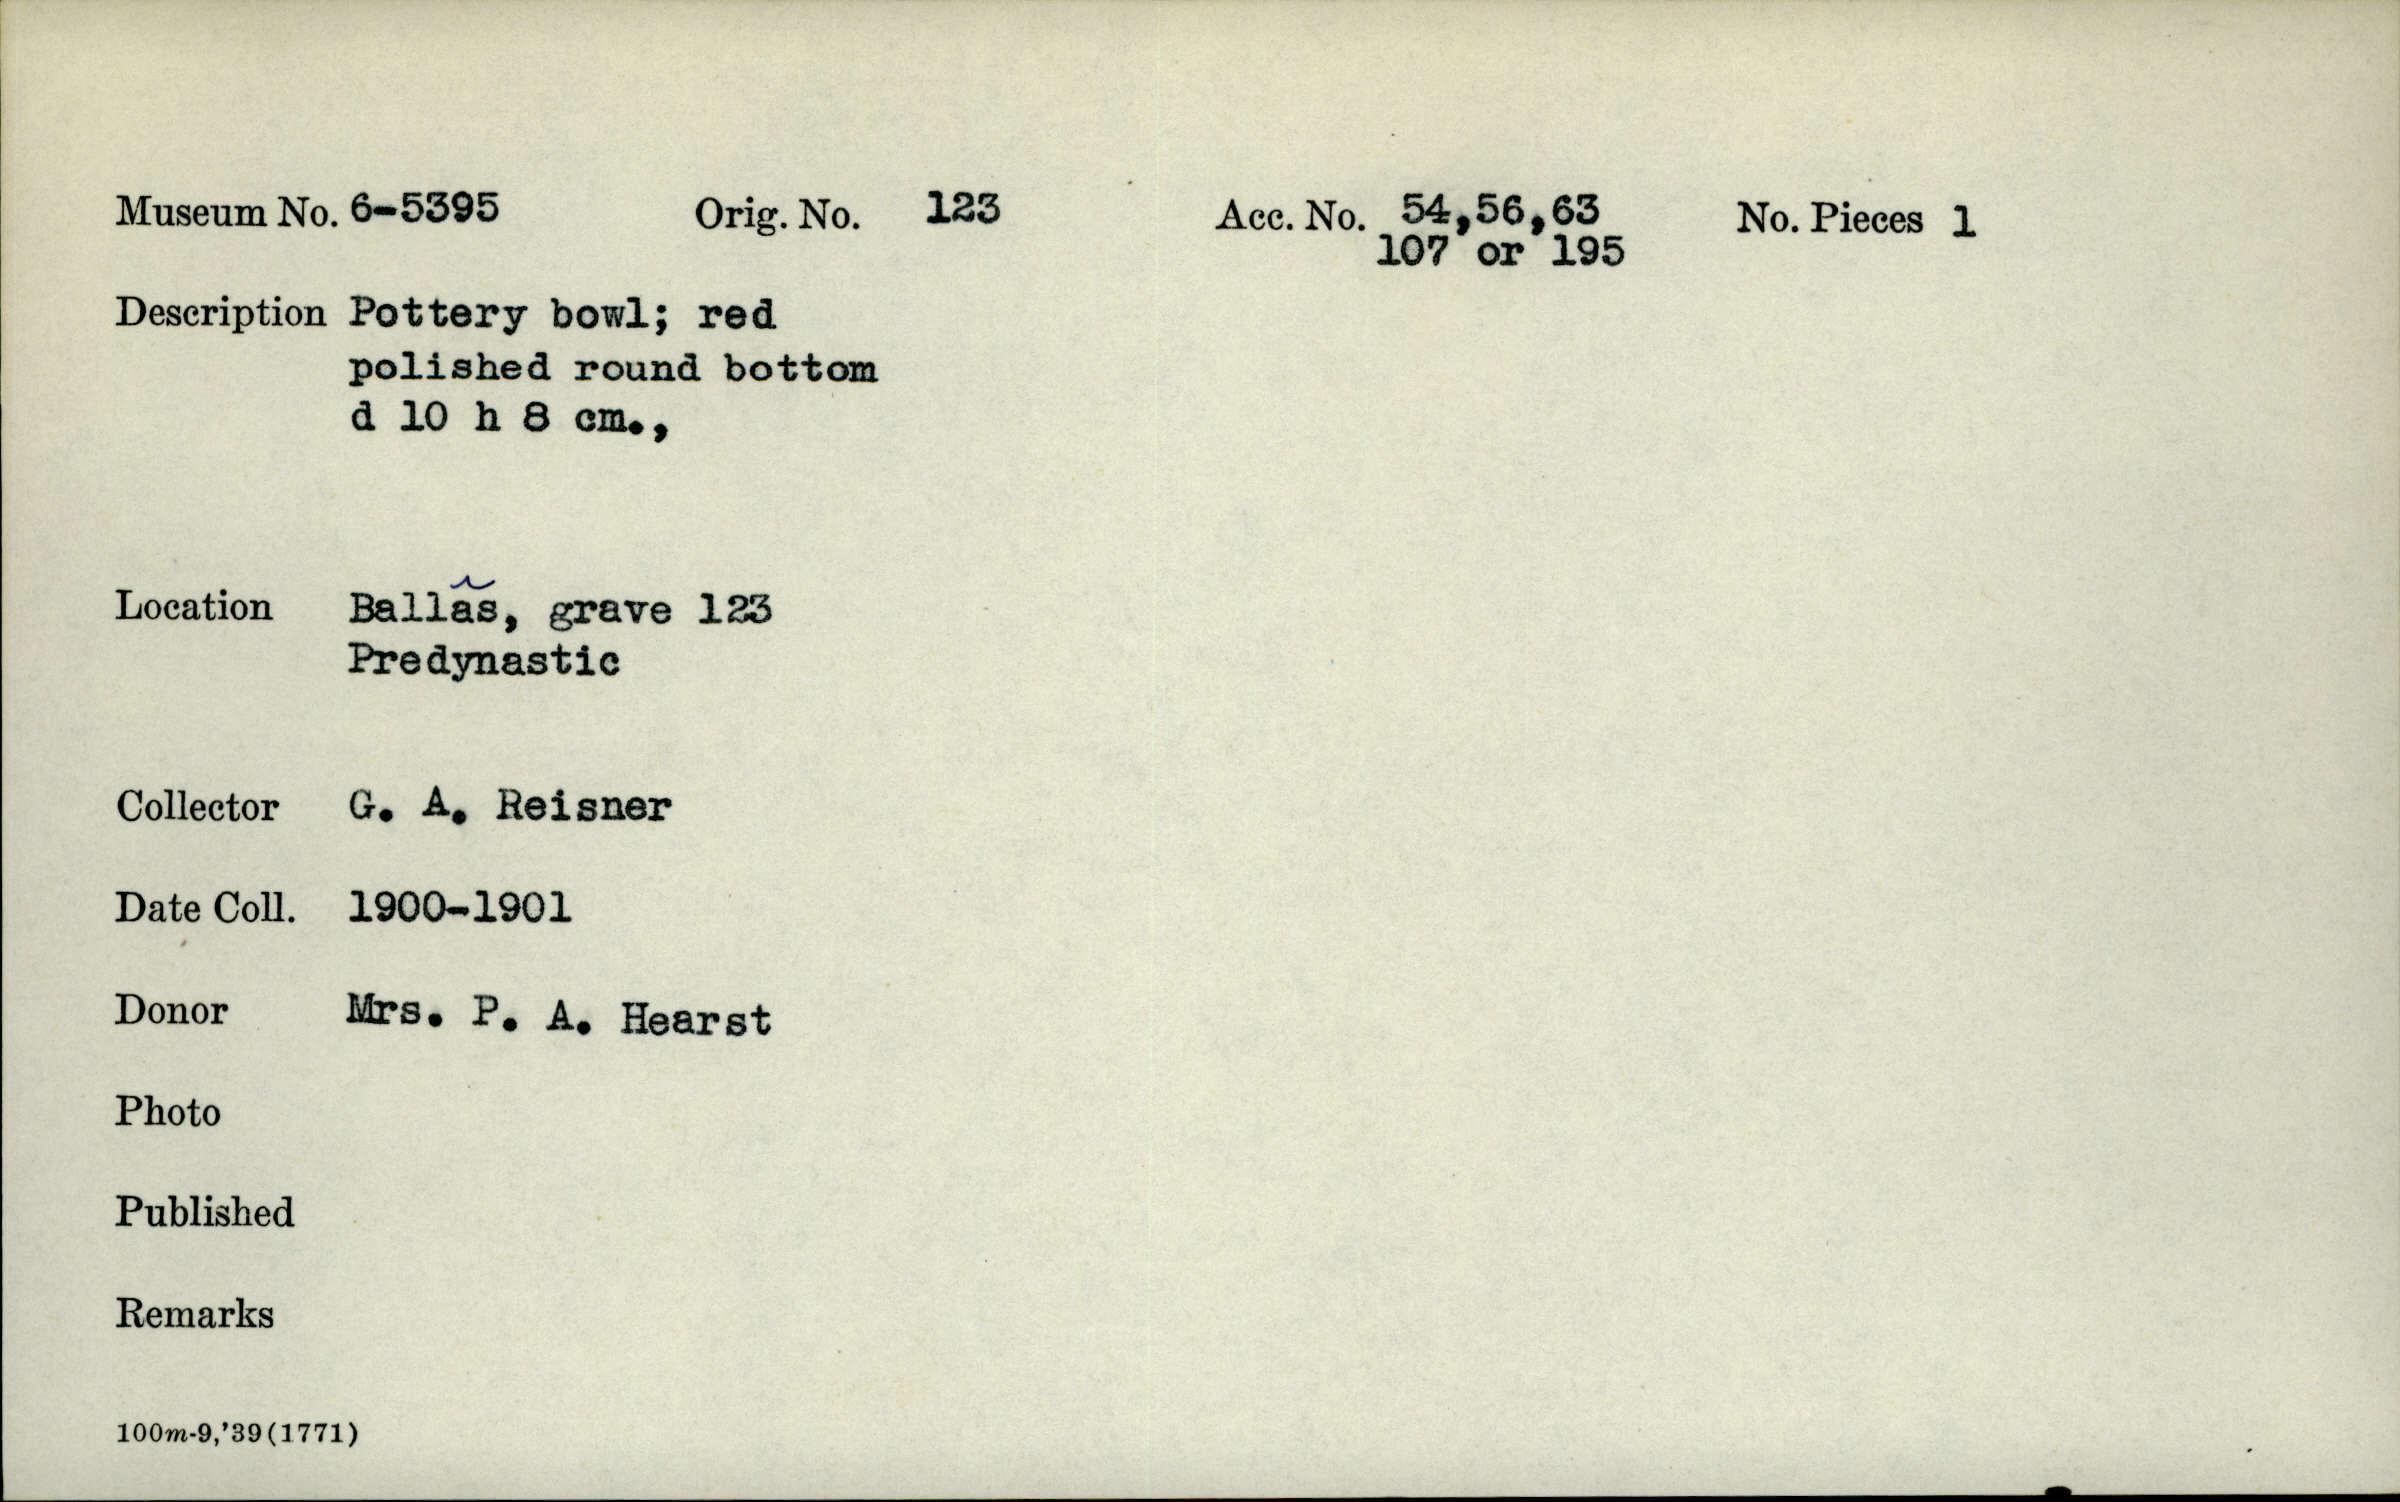 Museum No. 6-5395 Orig. No. 123 Acc. No. 54,56,63 No. Pieces 1
107 or 195
Description Pottery bowl; red
polished round bottom
d 10 h 8 cm.,
Location Ballâs, grave 123
Predynastic
Collector G. A. Reisner
Date Coll. 1900-1901
Donor Mrs. P. A. Hearst
Photo
Published
Remarks
100m-9,'39(1771)